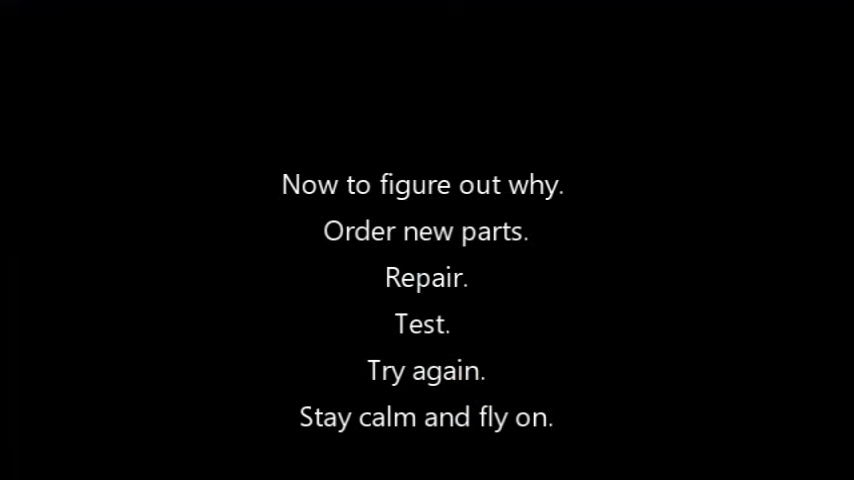 Now to figure out why.
Order new parts.
Repair.
Test.
Try again.
Stay calm and fly on.